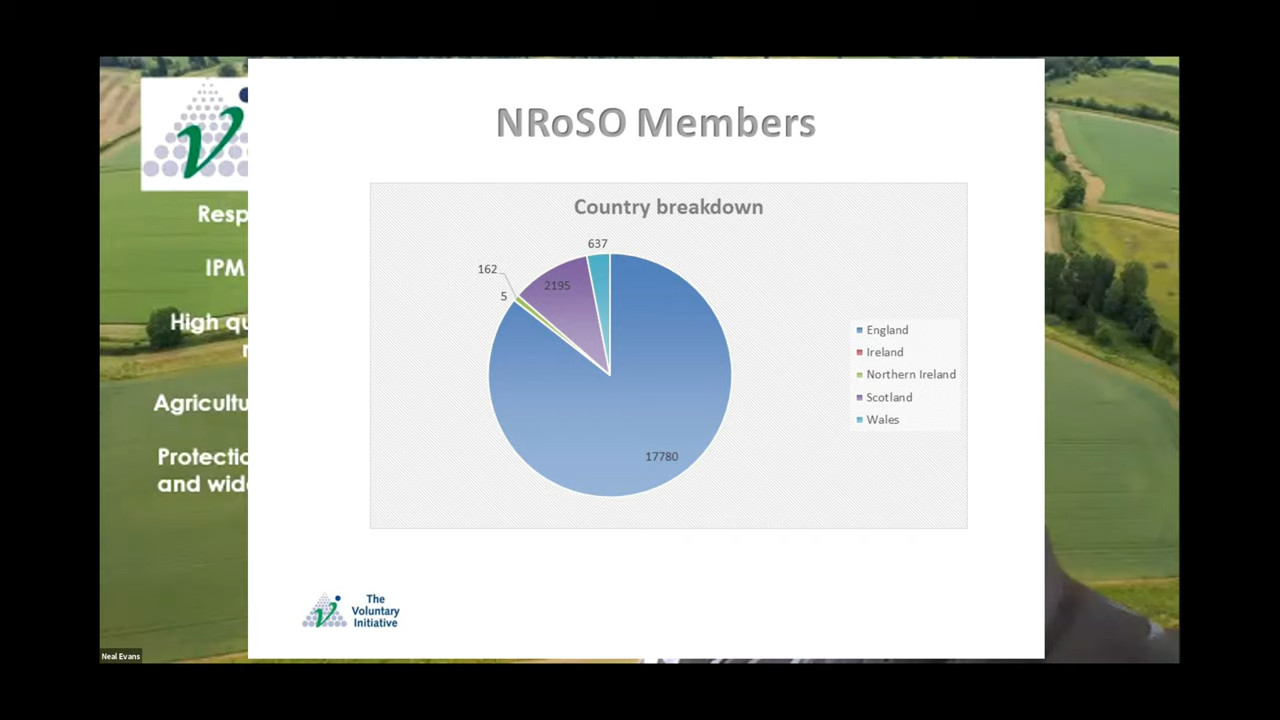 NRoSO Members
Country breakdown
637
162
2195
5
17780
England
Ireland
Northern Ireland
Scotland
Wales
Resp
IPM
High qu
Agricultu
Protectio
and wide
The
Voluntary
Initiative
Neal Evans